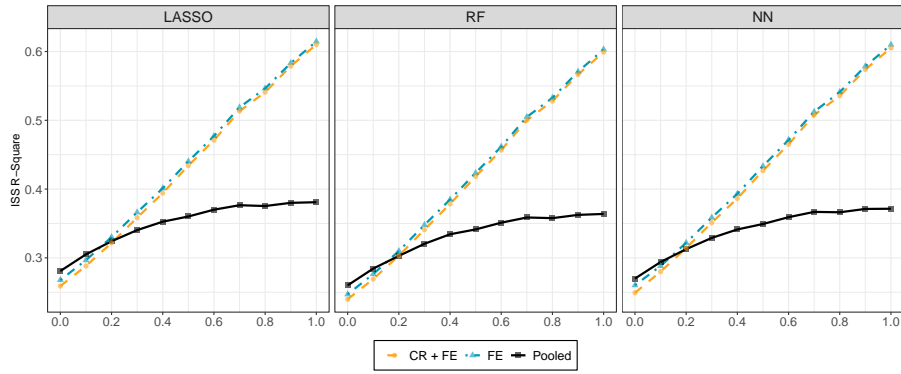 LASSO RF NN
ISS R−Square
0.6
0.5
0.4
0.3
0.0 0.2 0.4 0.6 0.8 1.0 0.0 0.2 0.4 0.6 0.8 1.0 0.0 0.2 0.4 0.6 0.8 1.0
CR + FE FE Pooled